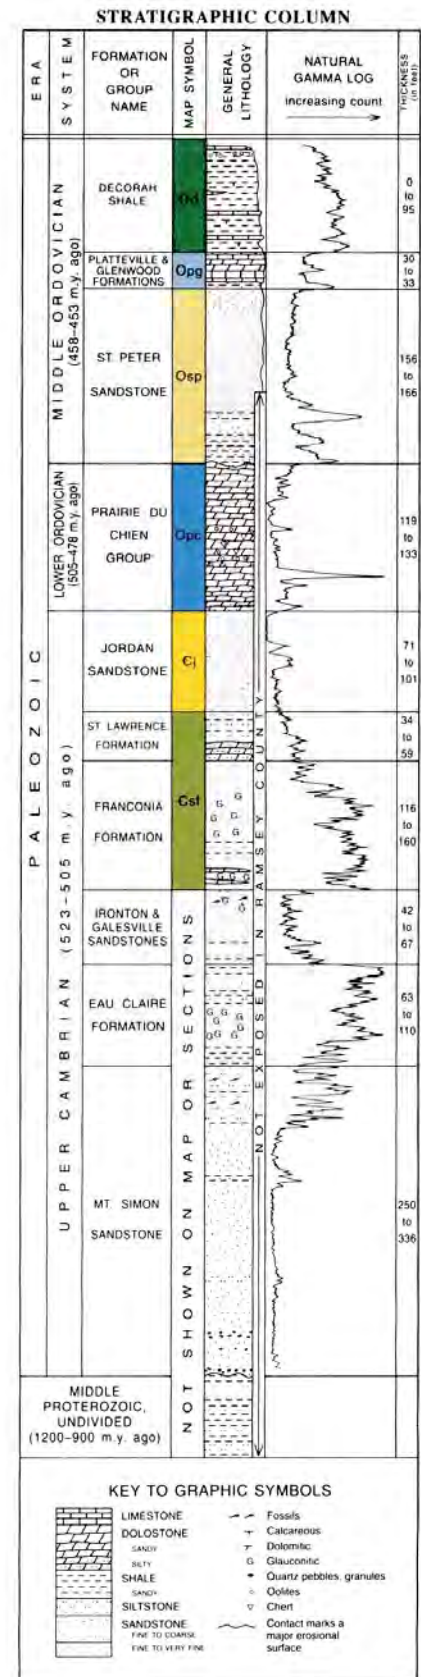 STRATIGRAPHIC COLUMN
ERA
SYSTEM
FORMATION
OR
GROUP
NAME
MAP SYMBOL
GENERAL
LITHOLOGY
NATURAL
GAMMA LOG
increasing count
THICKNESS
(in feet)
PALEOZOIC
MIDDLE ORDOVICIAN
(458-453 m.y. ago)
DECORAH
SHALE
Od
0
to
95
PLATTEVILLE &
GLENWOOD
FORMATIONS
Opg
30
to
33
ST. PETER
SANDSTONE
Osp
156
to
166
LOWER ORDOVICIAN
(505-478 m.y. ago)
PRAIRIE DU
CHIEN
GROUP
Opc
119
to
133
UPPER CAMBRIAN (523-505 m.y. ago)
JORDAN
SANDSTONE
Єj
71
to
101
ST LAWRENCE
FORMATION
34
to
59
Єsf
FRANCONIA
FORMATION
G
G
G
G
G
G
G G G
116
to
160
IRONTON &
GALESVILLE
SANDSTONES
G
42
to
67
EAU CLAIRE
FORMATION
G
G G
G
G G
G G
63
to
110
MT. SIMON
SANDSTONE
250
to
336
NOT SHOWN ON MAP OR SECTIONS
NOT EXPOSED IN RAMSEY COUNTY
MIDDLE
PROTEROZOIC,
UNDIVIDED
(1200-900 m.y. ago)
KEY TO GRAPHIC SYMBOLS
LIMESTONE
DOLOSTONE
SANDY
SILTY
SHALE
SANDY
SILTSTONE
SANDSTONE
FINE TO COARSE
FINE TO VERY FINE
Fossils
Calcareous
Dolomitic
G Glauconitic
Quartz pebbles, granules
Oolites
Chert
Contact marks a
major erosional
surface